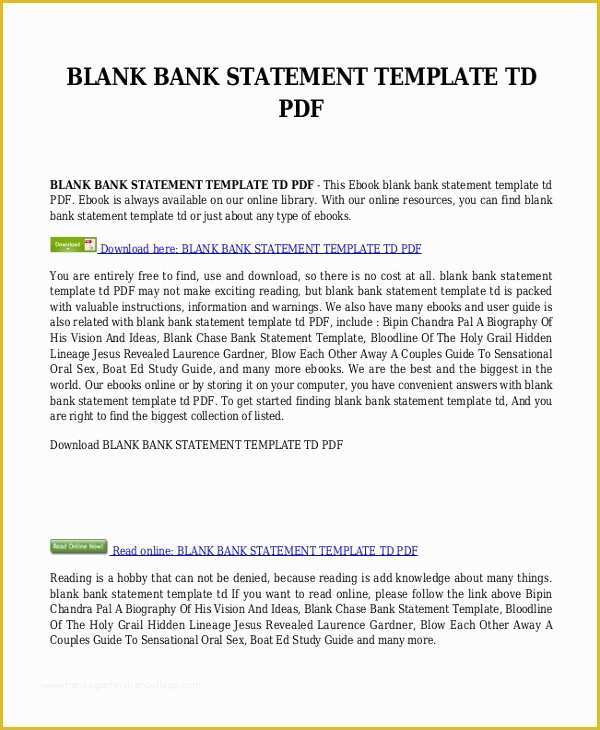 BLANK BANK STATEMENT TEMPLATE TD
PDF
BLANK BANK STATEMENT TEMPLATE TD PDF - This Ebook blank bank statement template td
PDF. Ebook is always available on our online library. With our online resources, you can find blank
bank statement template td or just about any type of ebooks.
Download PDF Download here: BLANK BANK STATEMENT TEMPLATE TD PDF
You are entirely free to find, use and download, so there is no cost at all. blank bank statement
template td PDF may not make exciting reading, but blank bank statement template td is packed
with valuable instructions, information and warnings. We also have many ebooks and user guide is
also related with blank bank statement template td PDF, include : Bipin Chandra Pal A Biography Of
His Vision And Ideas, Blank Chase Bank Statement Template, Bloodline Of The Holy Grail Hidden
Lineage Jesus Revealed Laurence Gardner, Blow Each Other Away A Couples Guide To Sensational
Oral Sex, Boat Ed Study Guide, and many more ebooks. We are the best and the biggest in the
world. Our ebooks online or by storing it on your computer, you have convenient answers with blank
bank statement template td PDF. To get started finding blank bank statement template td, And you
are right to find the biggest collection of listed.
Download BLANK BANK STATEMENT TEMPLATE TD PDF
Read Online Now! Read online: BLANK BANK STATEMENT TEMPLATE TD PDF
Reading is a hobby that can not be denied, because reading is add knowledge about many things.
blank bank statement template td If you want to read online, please follow the link above Bipin
Chandra Pal A Biography Of His Vision And Ideas, Blank Chase Bank Statement Template, Bloodline
Of The Holy Grail Hidden Lineage Jesus Revealed Laurence Gardner, Blow Each Other Away A
Couples Guide To Sensational Oral Sex, Boat Ed Study Guide and many more.